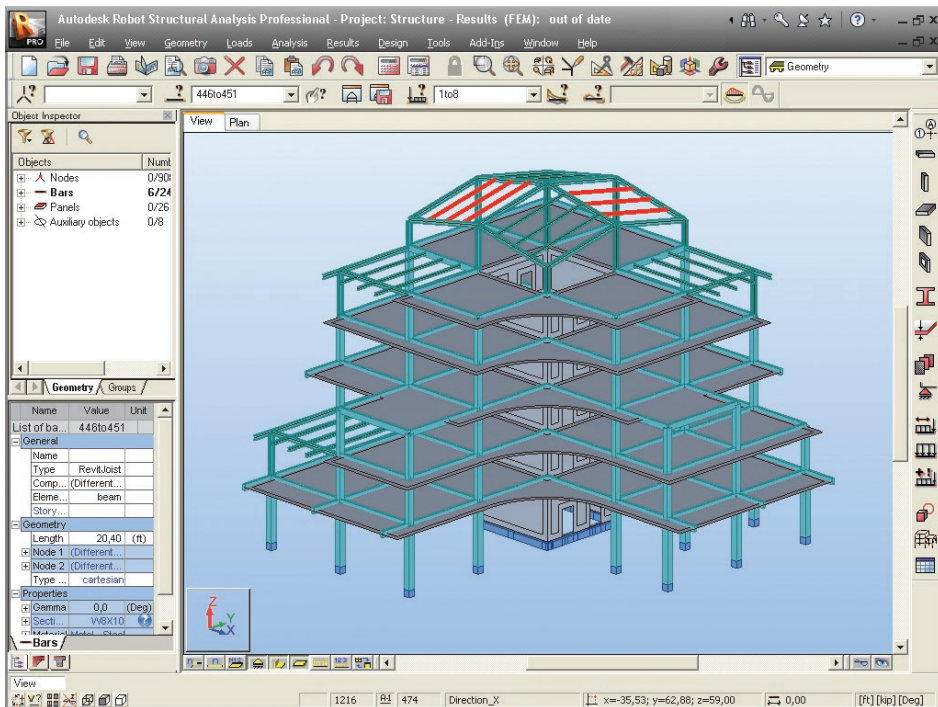 Autodesk Robot Structural Analysis Professional - Project: Structure - Results (FEM): out of date
PRO
File Edit View Geometry Loads Analysis Results Design Tools Add-Ins Window Help
Geometry
446to451 1to8
Object Inspector
View Plan
Objects Numb
Nodes 0/90
Bars 6/24
Panels 0/26
Auxiliary objects 0/8
Geometry Groups
Name Value Unit
List of ba... 446to451
General
Name
Type RevitJoist
Comp... (Different...
Eleme... beam
Story...
Geometry
Length 20,40 (ft)
Node 1 (Different...
Node 2 (Different...
Type ... cartesian
Properties
Gamma 0,0 (Deg)
Secti... W8X10
Material Metal Steel
Bars
Z
Y
X
View
1216 474 Direction_X x=-35,53; y=62,88; z=59,00 0,00 [ft] [kip] [Deg]